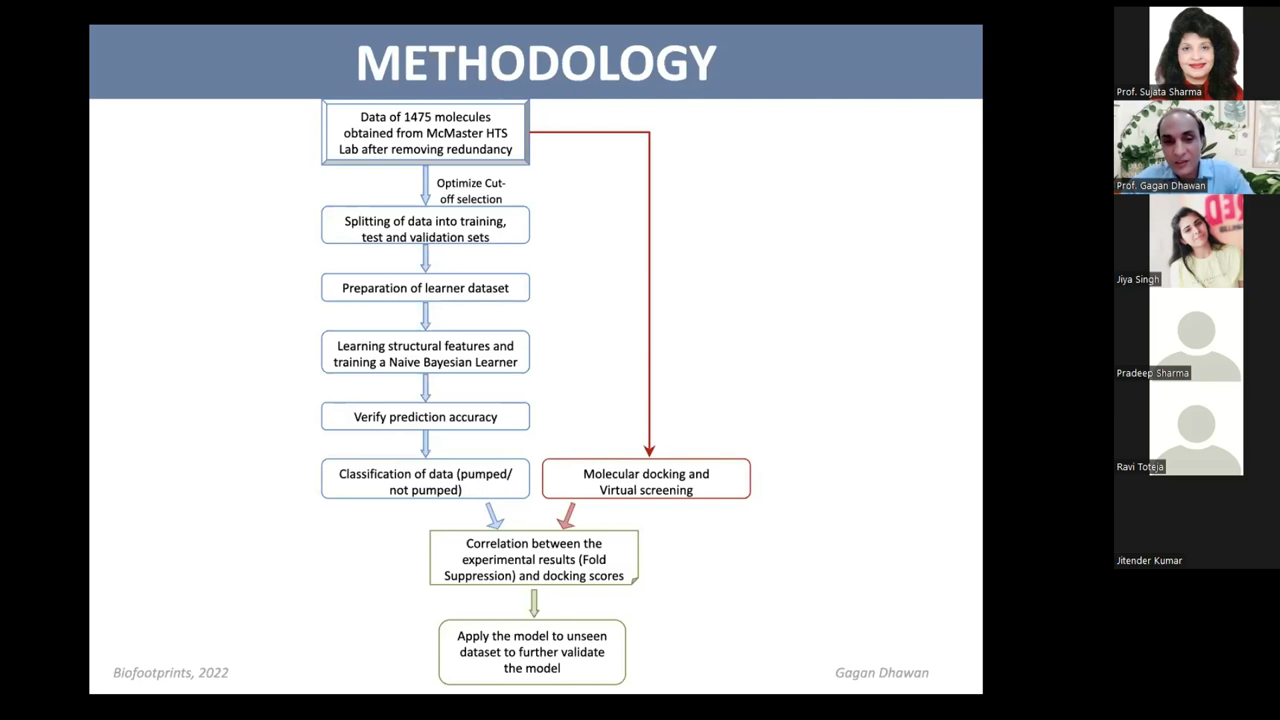 METHODOLOGY
Data of 1475 molecules
obtained from McMaster HTS
Lab after removing redundancy
Optimize Cut-
off selection
Splitting of data into training,
test and validation sets
Preparation of learner dataset
Learning structural features and
training a Naive Bayesian Learner
Verify prediction accuracy
Classification of data (pumped/
not pumped)
Molecular docking and
Virtual screening
Correlation between the
experimental results (Fold
Suppression) and docking scores
Apply the model to unseen
dataset to further validate
the model
Biofootprints, 2022
Gagan Dhawan
Prof. Sujata Sharma
Prof. Gagan Dhawan
Jiya Singh
Pradeep Sharma
Ravi Toteja
Jitender Kumar